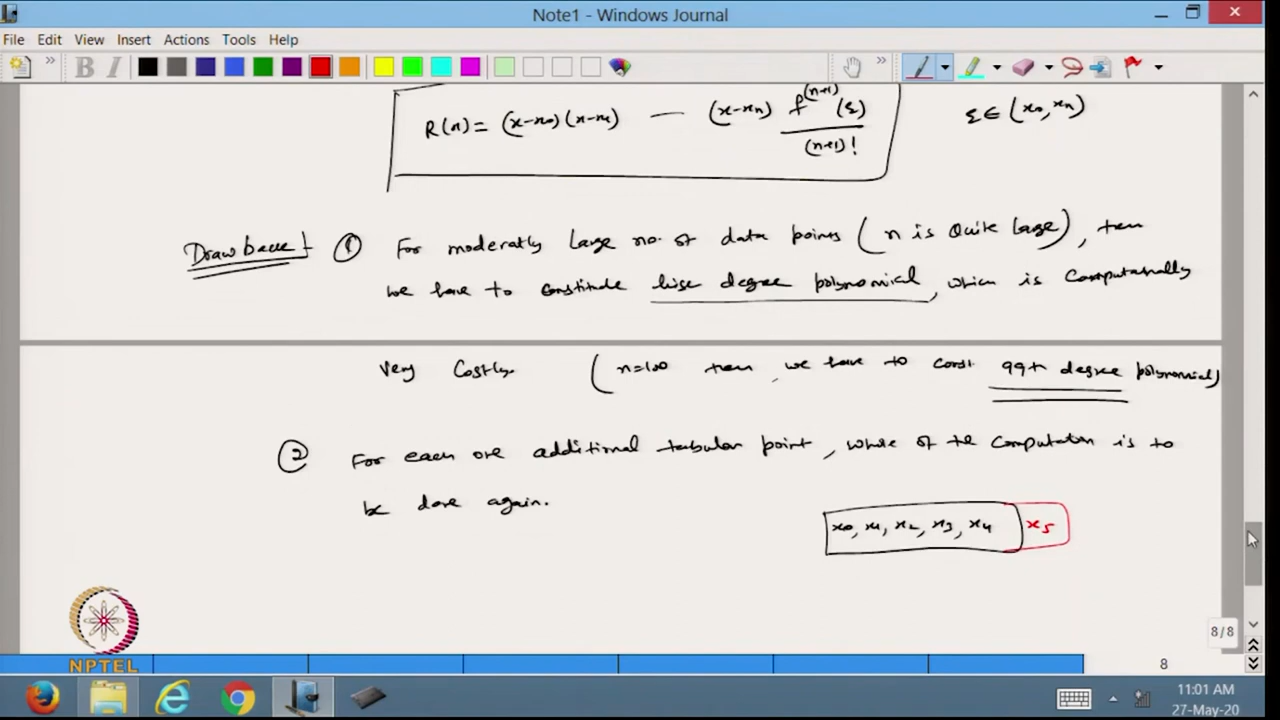 Note1 - Windows Journal
File Edit View Insert Actions Tools Help
R(x) = (x-x0)(x-x1) — (x-xn) f^(n+1)(ξ) / (n+1)! ξ ∈ (x0, xn)
Drawback ① For moderatly large no. of data points (n is Quite large), then
we have to constitude high degree polynomial, which is computationally
very costly. (n=100 then, we have to const 99th degree polynomial)
② For each one additional tabular point, whole of the computation is to
be done again.
x0, x1, x2, x3, x4 x5
8/8
NPTEL
8
11:01 AM
27-May-20